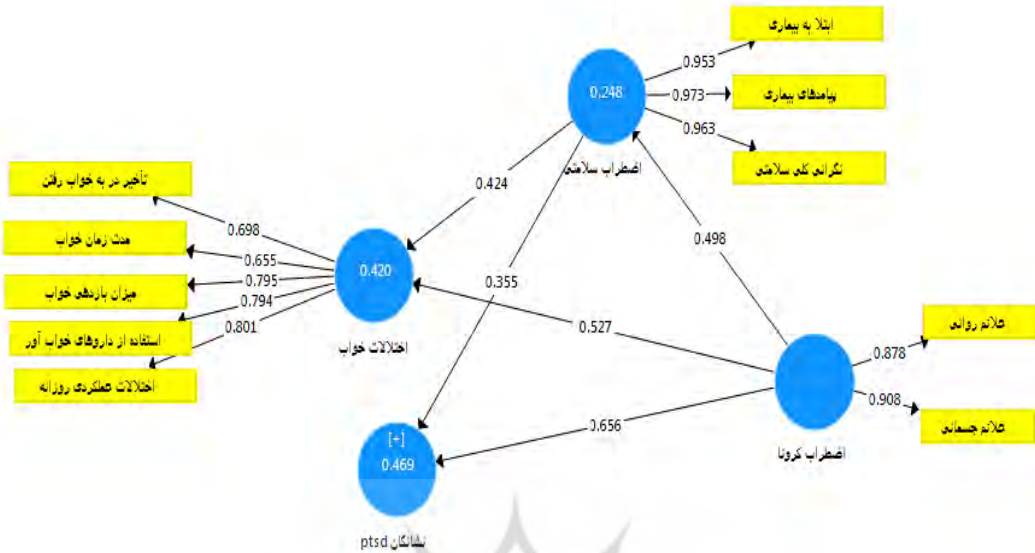 ابتلا به بیماری
0.953
0.248
0.973
پیامدهای بیماری
0.963
نگرانی کلی سلامتی
اضطراب سلامتی
تأخیر در به خواب رفتن
0.424
0.698
0.498
مدت زمان خواب
0.655
0.420
0.355
میزان بازدهی خواب
0.795
0.794
استفاده از داروهای خواب آور
0.801
0.527
علائم روانی
اختلالات خواب
0.878
اختلالات عملکردی روزانه
0.908
علائم جسمانی
0.656
[+]
0.469
اضطراب کرونا
نشانگان ptsd